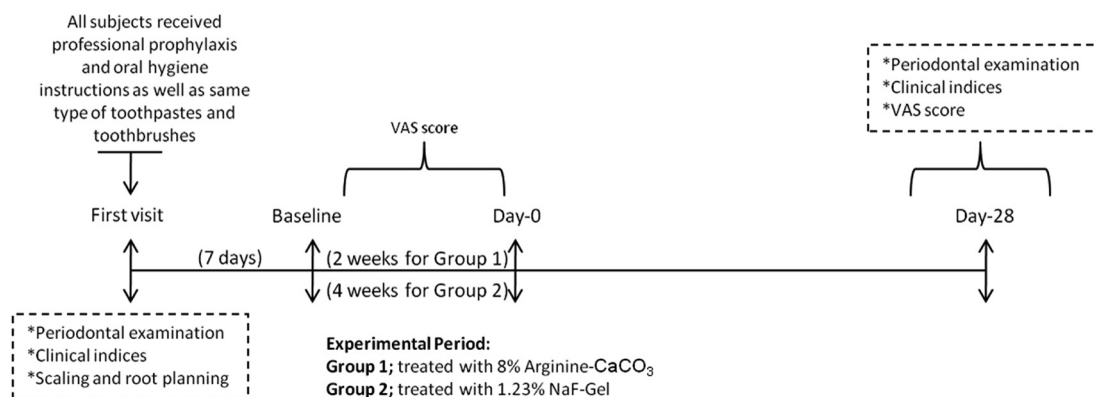 All subjects received
professional prophylaxis
and oral hygiene
instructions as well as same
type of toothpastes and
toothbrushes
*Periodontal examination
*Clinical indices
*VAS score
VAS score
First visit
Baseline
Day-0
Day-28
(7 days)
(2 weeks for Group 1)
(4 weeks for Group 2)
*Periodontal examination
*Clinical indices
*Scaling and root planning
Experimental Period:
Group 1; treated with 8% Arginine-CaCO₃
Group 2; treated with 1.23% NaF-Gel